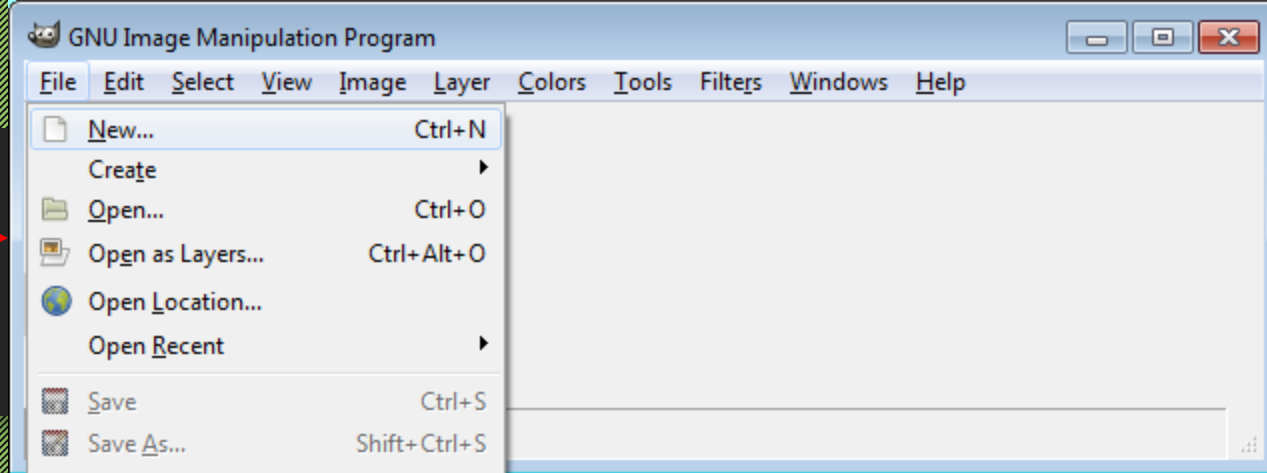 GNU Image Manipulation Program
File Edit Select View Image Layer Colors Tools Filters Windows Help
New... Ctrl+N
Create
Open... Ctrl+O
Open as Layers... Ctrl+Alt+O
Open Location...
Open Recent
Save Ctrl+S
Save As... Shift+Ctrl+S